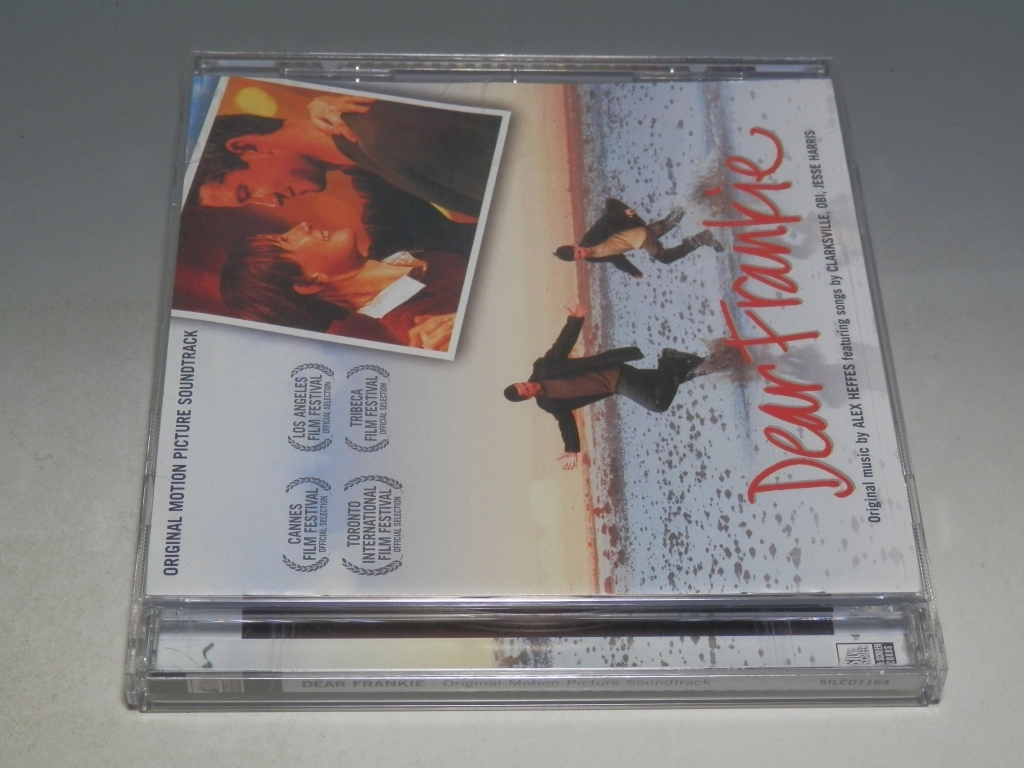 ORIGINAL MOTION PICTURE SOUNDTRACK
CANNES
FILM FESTIVAL
OFFICIAL SELECTION
LOS ANGELES
FILM FESTIVAL
OFFICIAL SELECTION
TORONTO
INTERNATIONAL
FILM FESTIVAL
OFFICIAL SELECTION
TRIBECA
FILM FESTIVAL
OFFICIAL SELECTION
Dear Frankie
Original music by ALEX HEFFES featuring songs by CLARKSVILLE, OBI, JESSE HARRIS
DEAR FRANKIE Original Motion Picture Soundtrack
SILCD1164